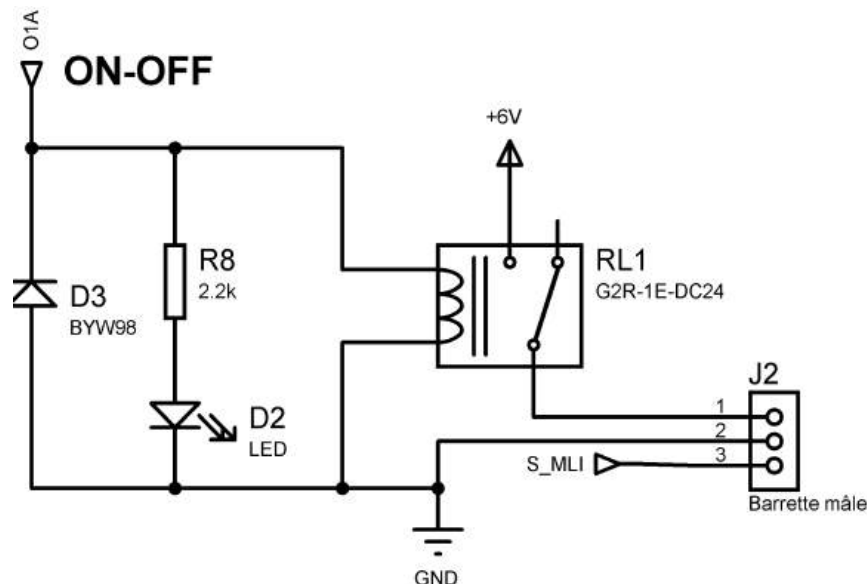 O1A
ON-OFF
+6V
R8
2.2k
RL1
G2R-1E-DC24
D3
BYW98
J2
D2
LED
1
2
3
S_MLI
Barrette mâle
GND